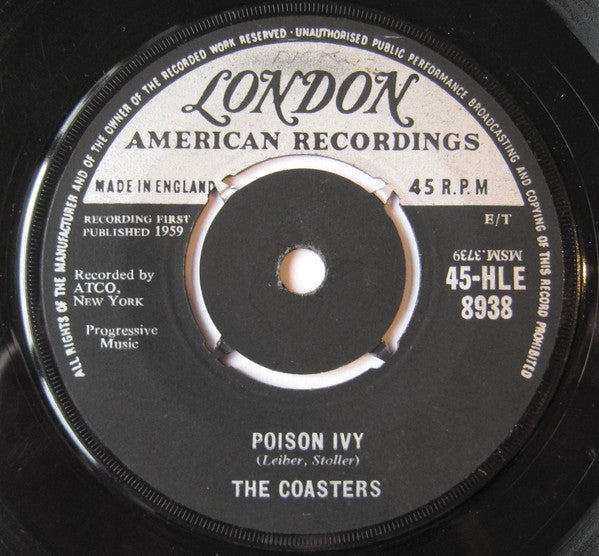 ALL RIGHTS OF THE MANUFACTURER AND OF THE OWNER OF THE RECORDED WORK RESERVED · UNAUTHORISED PUBLIC PERFORMANCE BROADCASTING AND COPYING OF THIS RECORD PROHIBITED
LONDON
AMERICAN RECORDINGS
MADE IN ENGLAND
45 R.P.M
RECORDING FIRST
PUBLISHED 1959
E/T
MSM.3739
Recorded by
ATCO,
NEW YORK
45-HLE
8938
Progressive
Music
POISON IVY
(Leiber, Stoller)
THE COASTERS